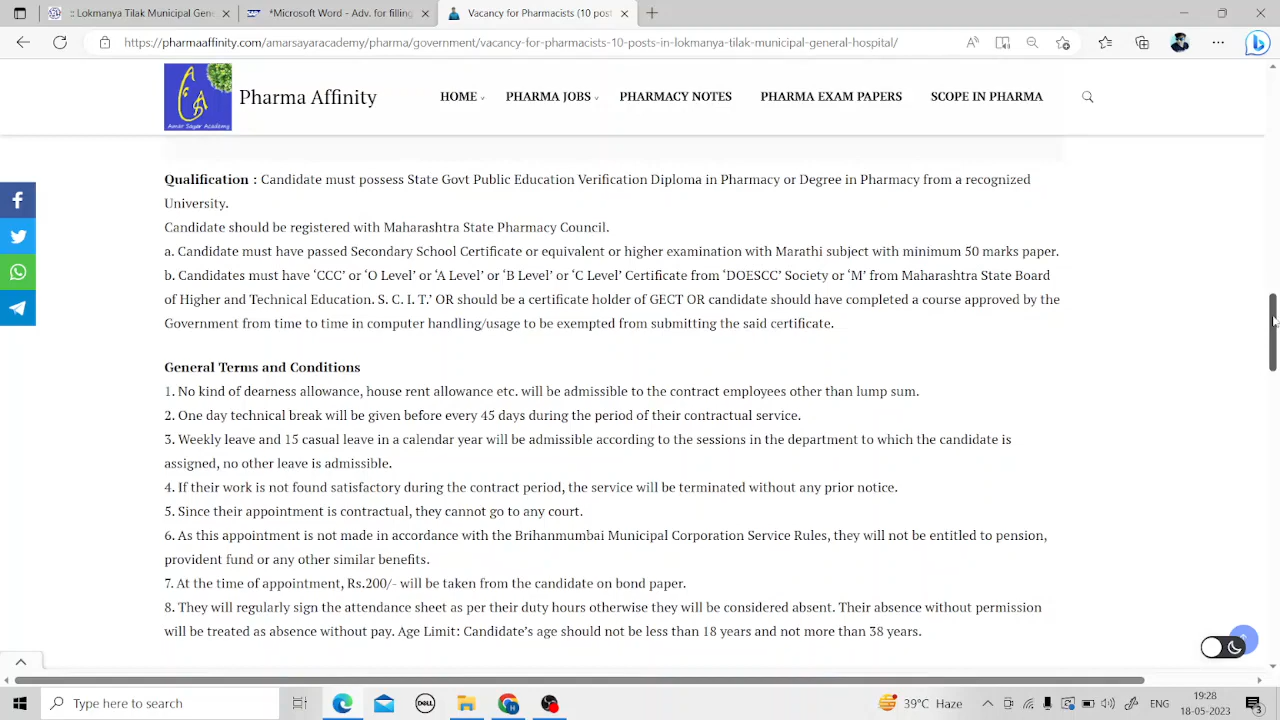 :: Lokmanya Tilak Munic
- Adv. for filling
Vacancy for Pharmacists (10 post
https://pharmaaffinity.com/amarsayaracademy/pharma/government/vacancy-for-pharmacists-10-posts-in-lokmanya-tilak-municipal-general-hospital/
Amar Sayar Academy
Pharma Affinity
HOME
PHARMA JOBS
PHARMACY NOTES
PHARMA EXAM PAPERS
SCOPE IN PHARMA
Qualification : Candidate must possess State Govt Public Education Verification Diploma in Pharmacy or Degree in Pharmacy from a recognized
University.
Candidate should be registered with Maharashtra State Pharmacy Council.
a. Candidate must have passed Secondary School Certificate or equivalent or higher examination with Marathi subject with minimum 50 marks paper.
b. Candidates must have ‘CCC’ or ‘O Level’ or ‘A Level’ or ‘B Level’ or ‘C Level’ Certificate from ‘DOESCC’ Society or ‘M’ from Maharashtra State Board
of Higher and Technical Education. S. C. I. T.’ OR should be a certificate holder of GECT OR candidate should have completed a course approved by the
Government from time to time in computer handling/usage to be exempted from submitting the said certificate.
General Terms and Conditions
1. No kind of dearness allowance, house rent allowance etc. will be admissible to the contract employees other than lump sum.
2. One day technical break will be given before every 45 days during the period of their contractual service.
3. Weekly leave and 15 casual leave in a calendar year will be admissible according to the sessions in the department to which the candidate is
assigned, no other leave is admissible.
4. If their work is not found satisfactory during the contract period, the service will be terminated without any prior notice.
5. Since their appointment is contractual, they cannot go to any court.
6. As this appointment is not made in accordance with the Brihanmumbai Municipal Corporation Service Rules, they will not be entitled to pension,
provident fund or any other similar benefits.
7. At the time of appointment, Rs.200/- will be taken from the candidate on bond paper.
8. They will regularly sign the attendance sheet as per their duty hours otherwise they will be considered absent. Their absence without permission
will be treated as absence without pay. Age Limit: Candidate’s age should not be less than 18 years and not more than 38 years.
Type here to search
DELL
39°C Haze
ENG
19:28
18-05-2023